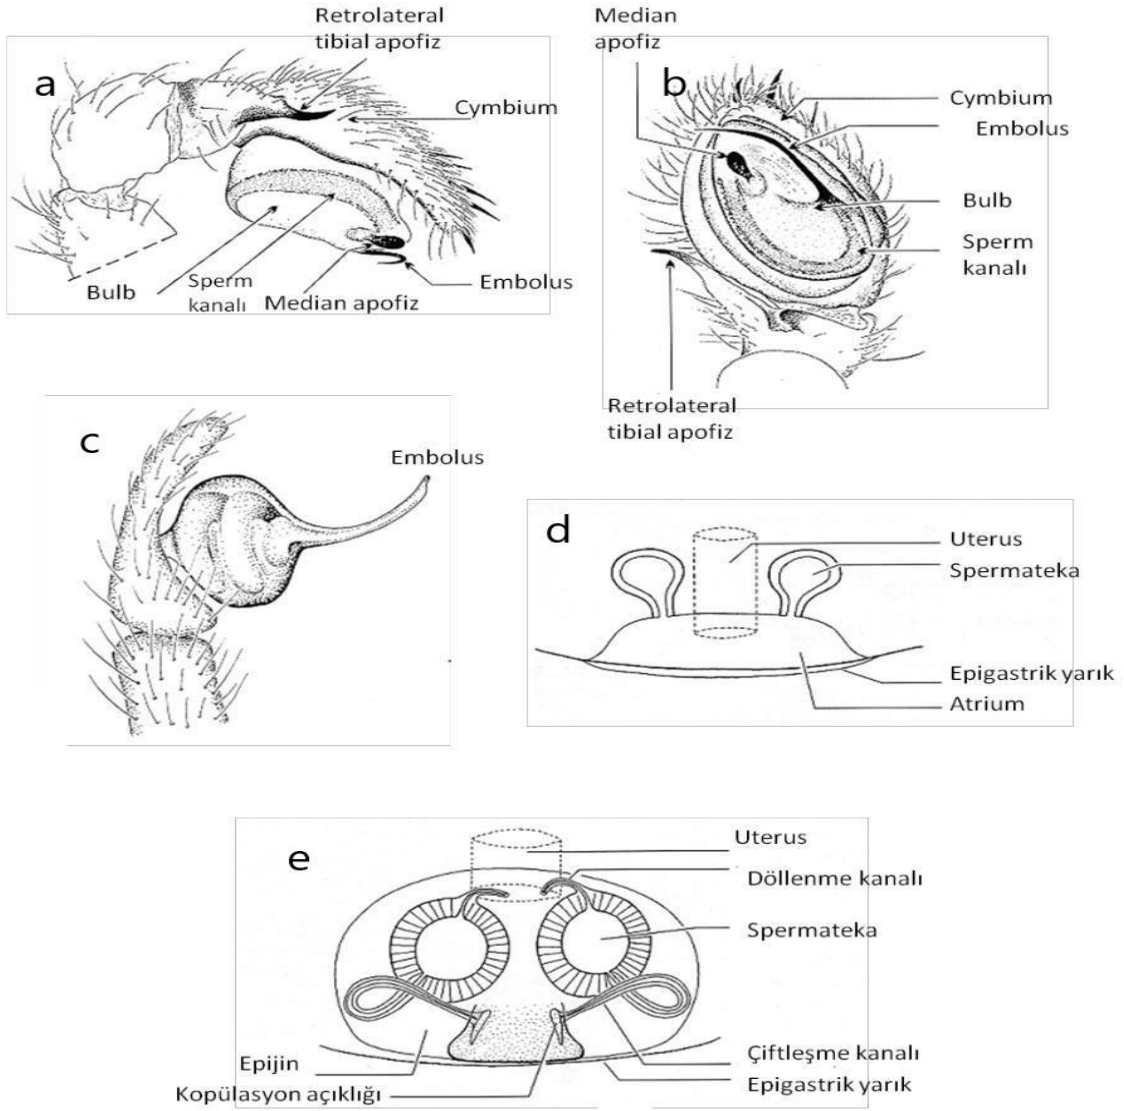 Retrolateral
tibial apofiz
a
Cymbium
Bulb
Sperm
kanalı
Median apofiz
Embolus
Median
apofiz
b
Cymbium
Embolus
Bulb
Sperm
kanalı
Retrolateral
tibial apofiz
c
Embolus
d
Uterus
Spermateka
Epigastrik yarık
Atrium
e
Uterus
Döllenme kanalı
Spermateka
Çiftleşme kanalı
Epigastrik yarık
Epijin
Kopülasyon açıklığı